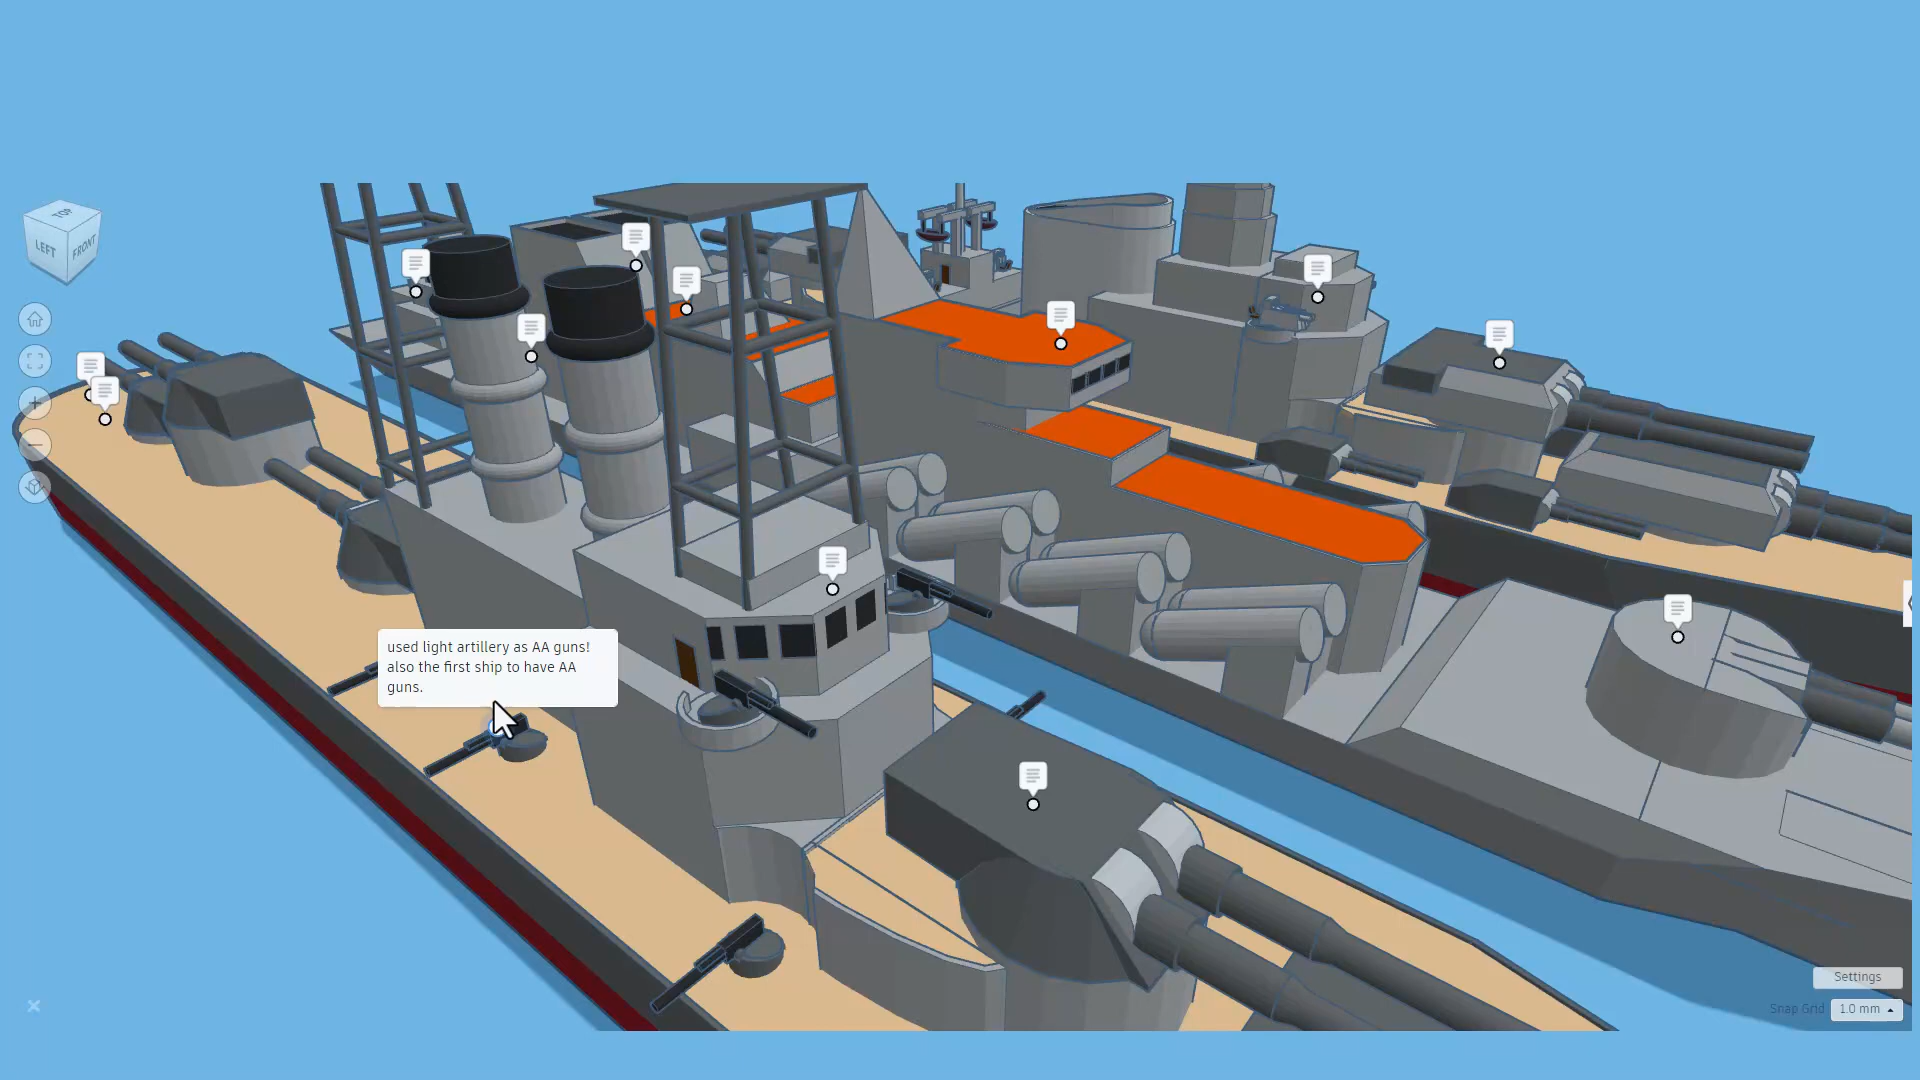 TOP
LEFT
FRONT
used light artillery as AA guns!
also the first ship to have AA
guns.
Settings
Snap Grid 1.0 mm